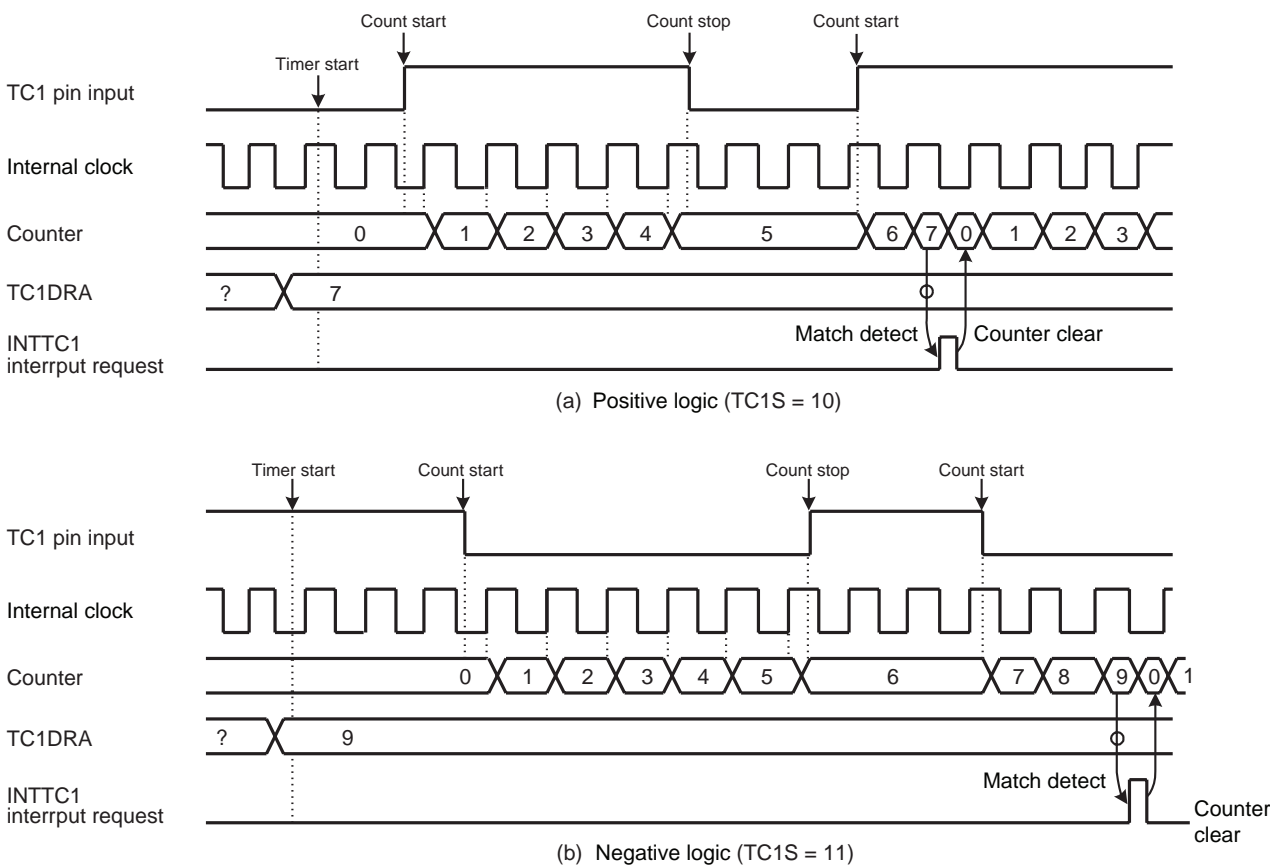 Count start Count stop Count start
Timer start
TC1 pin input
Internal clock
Counter 0 1 2 3 4 5 6 7 0 1 2 3
TC1DRA ? 7
Match detect Counter clear
INTTC1
interrput request
(a) Positive logic (TC1S = 10)
Timer start Count start Count stop Count start
TC1 pin input
Internal clock
Counter 0 1 2 3 4 5 6 7 8 9 0 1
TC1DRA ? 9
Match detect
INTTC1
interrput request
Counter
clear
(b) Negative logic (TC1S = 11)